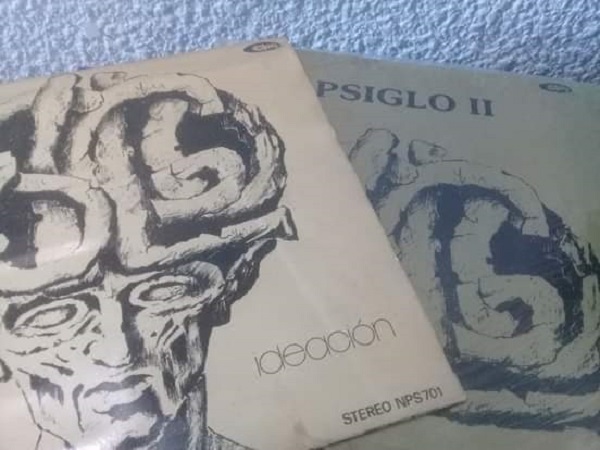 PSIGLO II
ideación
STEREO NPS701